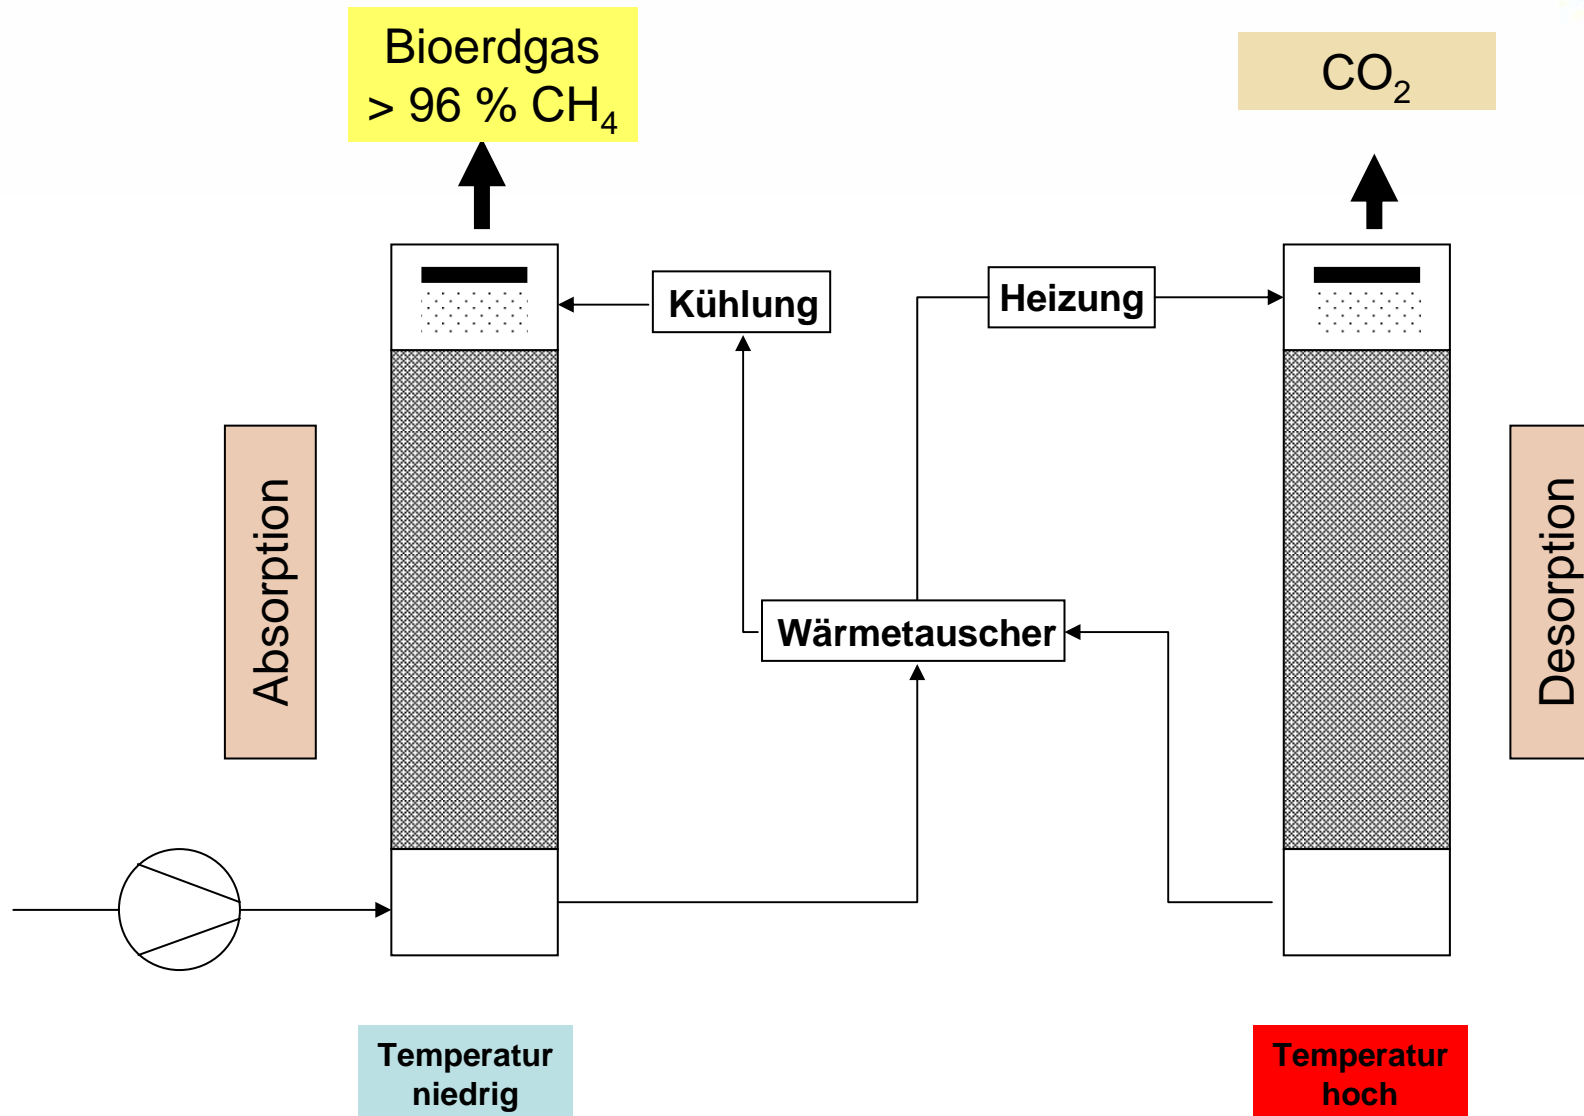 Bioerdgas
> 96 % CH₄
CO₂
Kühlung
Heizung
Absorption
Wärmetauscher
Desorption
Temperatur
niedrig
Temperatur
hoch